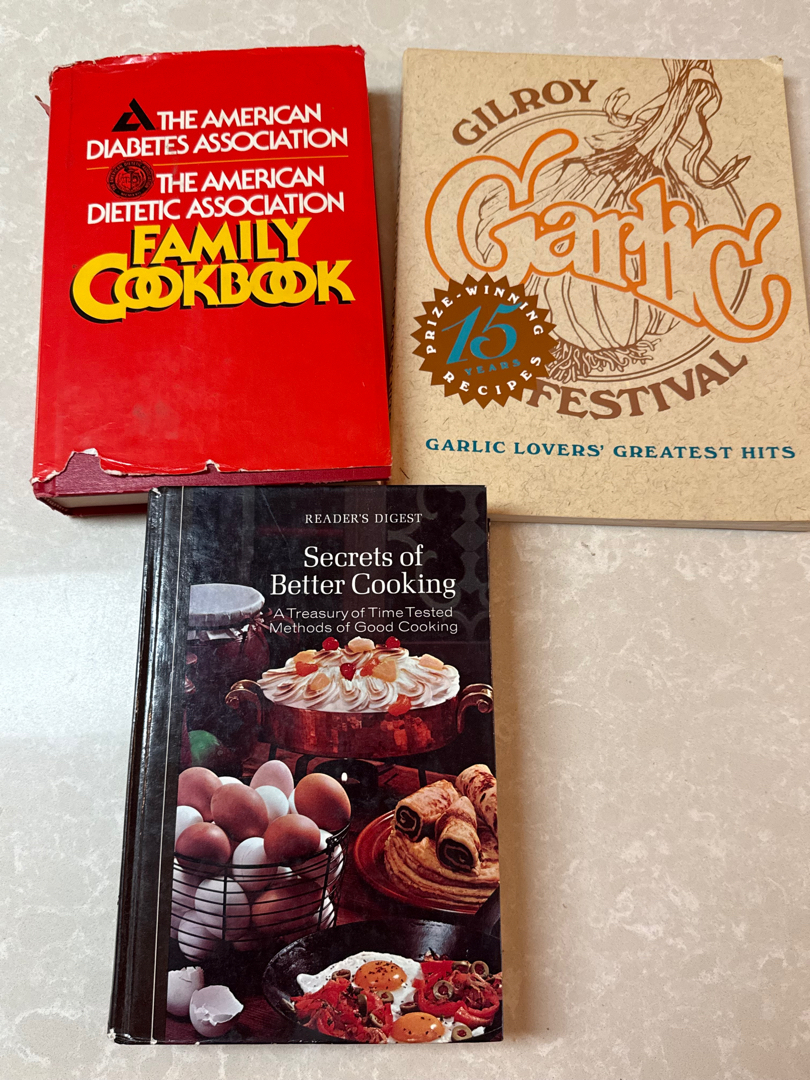 THE AMERICAN
DIABETES ASSOCIATION
THE AMERICAN
DIETETIC ASSOCIATION
FAMILY
COOKBOOK
GILROY
Garlic
PRIZE-WINNING
15
YEARS
RECIPES
FESTIVAL
GARLIC LOVERS' GREATEST HITS
READER'S DIGEST
Secrets of
Better Cooking
A Treasury of Time Tested
Methods of Good Cooking